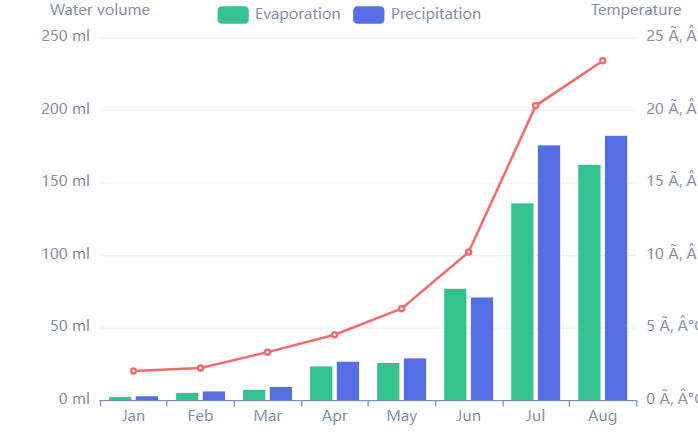 Water volume
Evaporation Precipitation
Temperature
250 ml
25 Ã, Â
200 ml
20 Ã, Â
150 ml
15 Ã, Â
100 ml
10 Ã, Â
50 ml
5 Ã, Â°C
0 ml
0 Ã, Â°C
Jan Feb Mar Apr May Jun Jul Aug